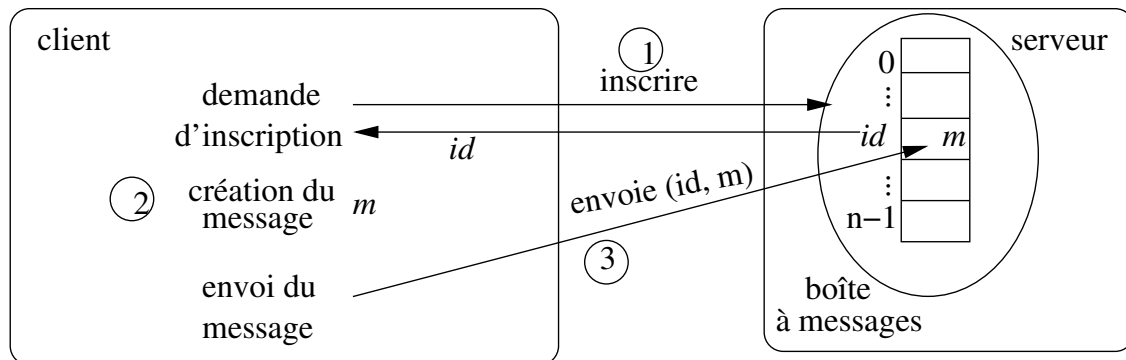 client
serveur
1
inscrire
demande
d'inscription
id
0
⋮
id
m
⋮
n−1
2
création du
message
m
envoie (id, m)
3
envoi du
message
boîte
à messages